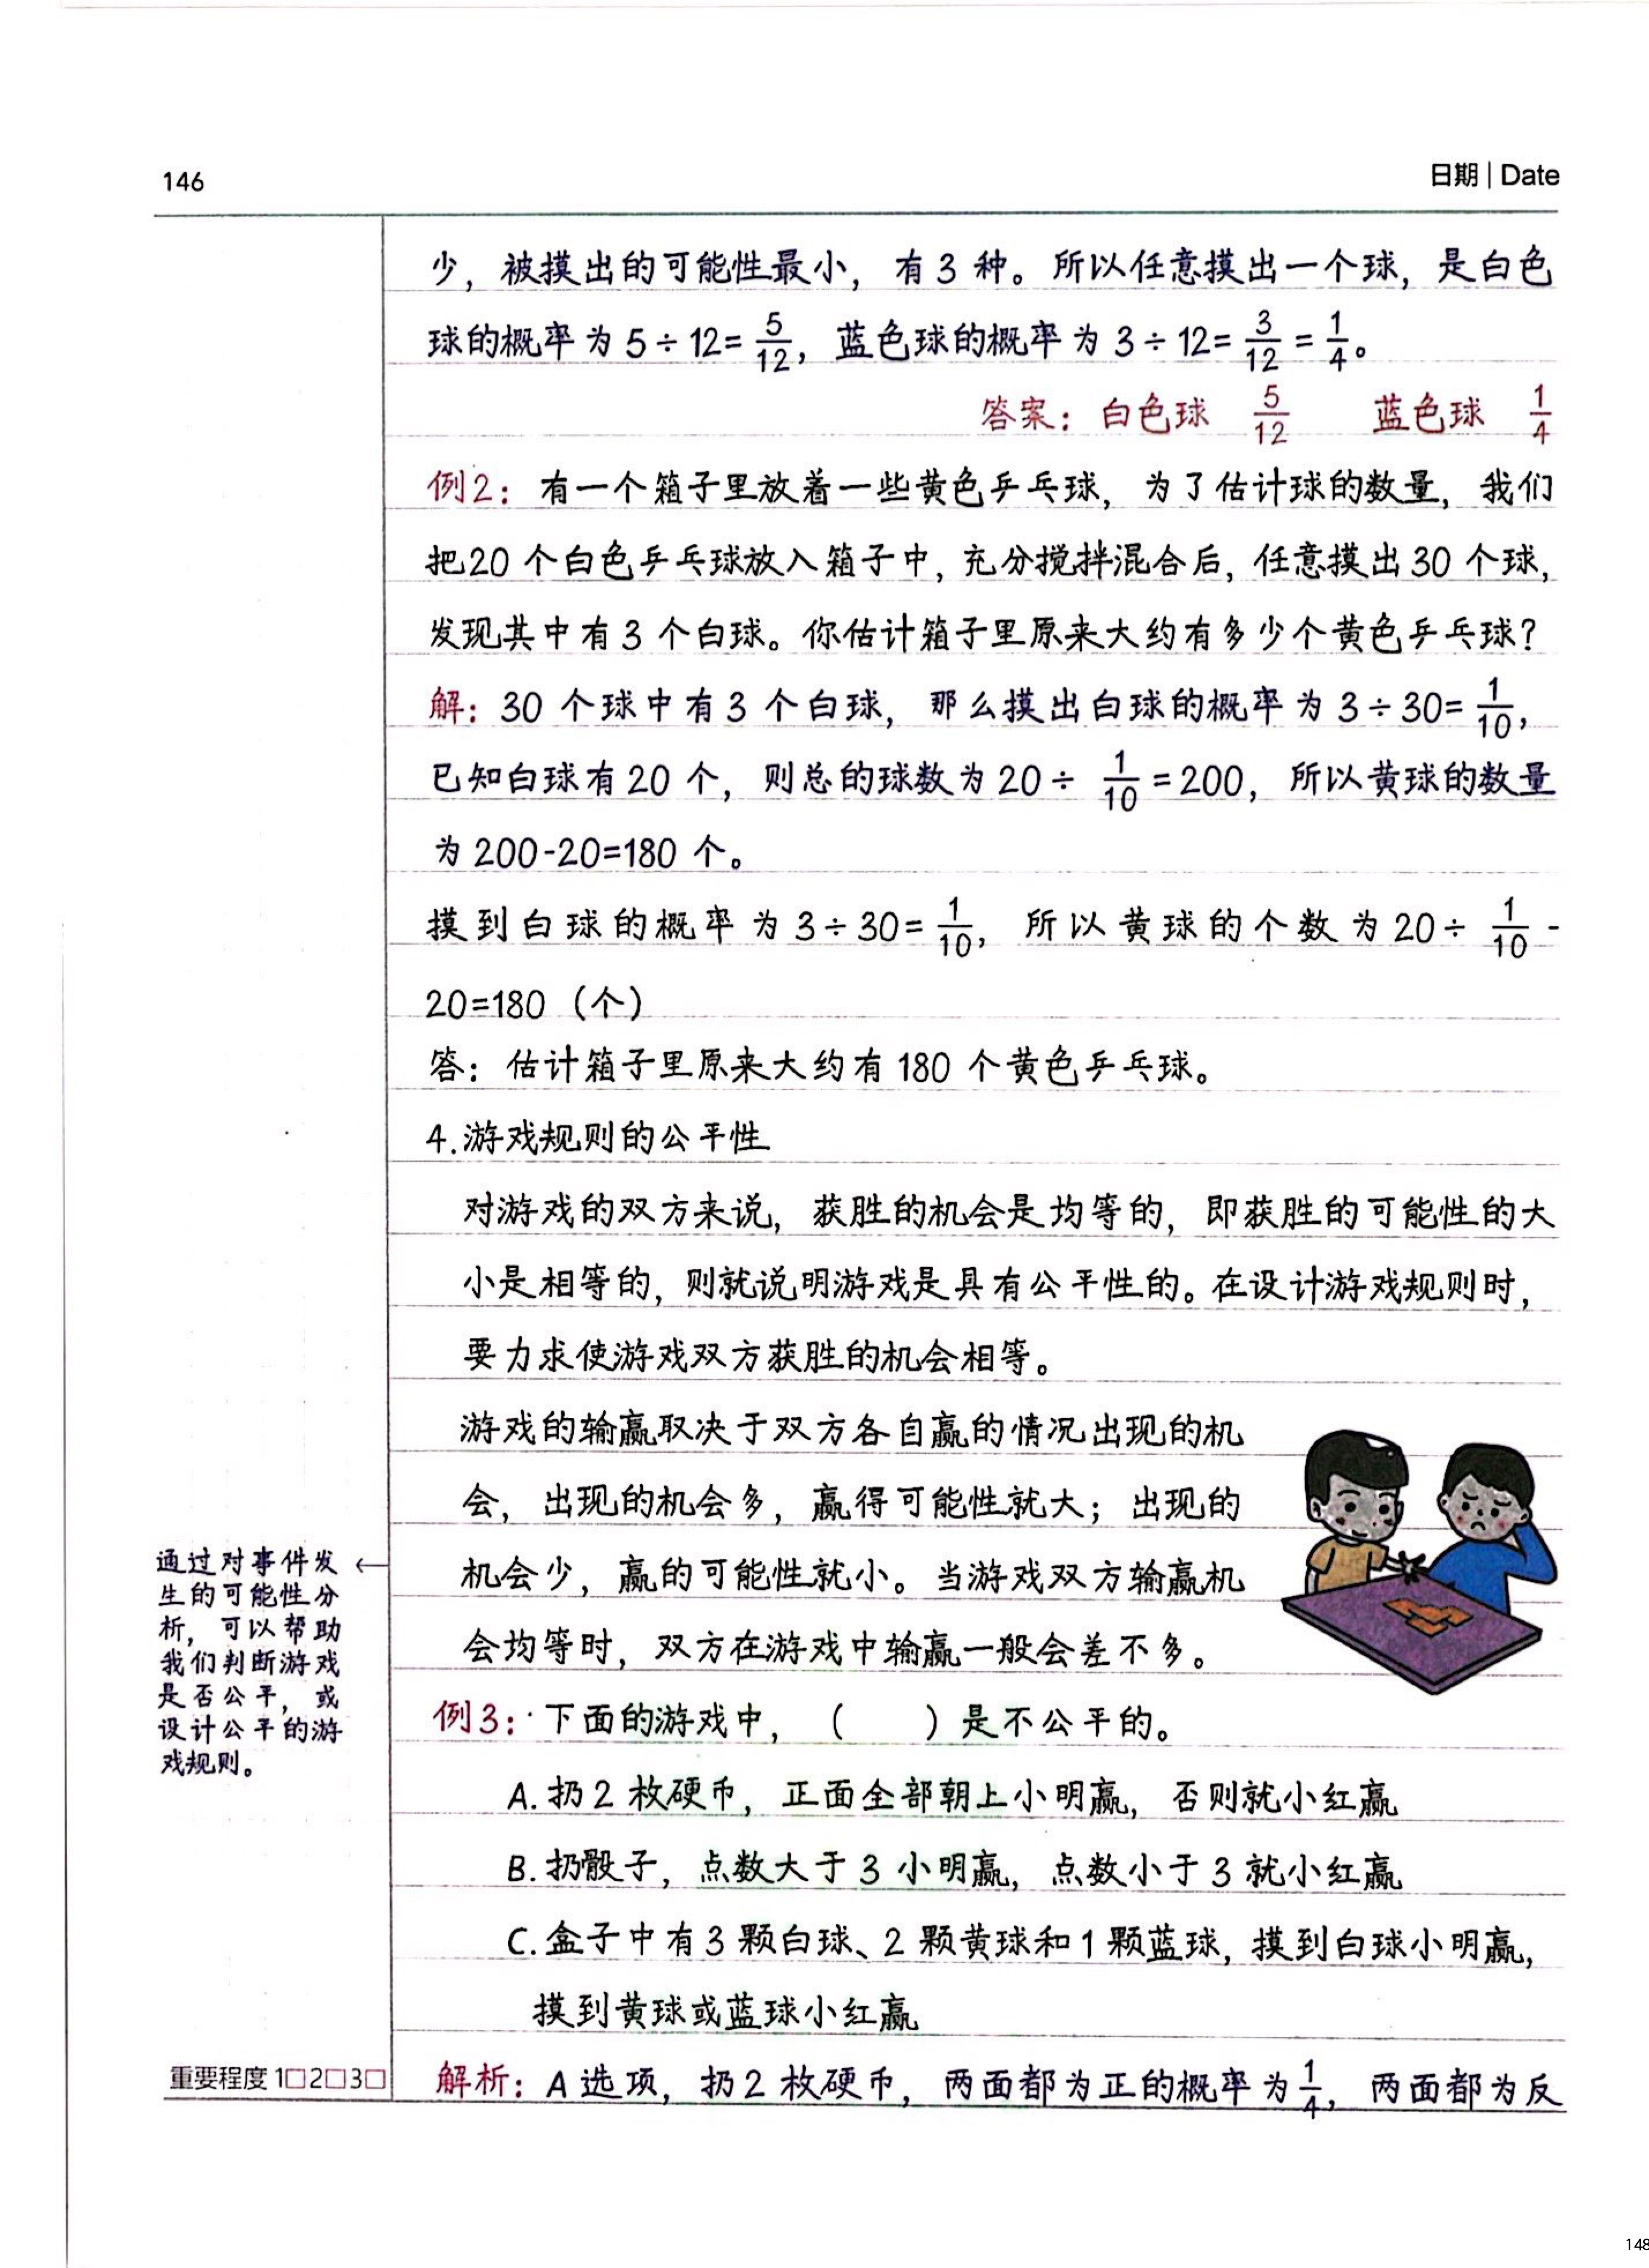 146
日期 | Date
少，被摸出的可能性最小，有3种。所以任意摸出一个球，是白色
球的概率为5÷12=5/12，蓝色球的概率为3÷12=3/12=1/4。
答案：白色球 5/12 蓝色球 1/4
例2：有一个箱子里放着一些黄色乒乓球，为了估计球的数量，我们
把20个白色乒乓球放入箱子中，充分搅拌混合后，任意摸出30个球，
发现其中有3个白球。你估计箱子里原来大约有多少个黄色乒乓球？
解：30个球中有3个白球，那么摸出白球的概率为3÷30=1/10，
已知白球有20个，则总的球数为20÷1/10=200，所以黄球的数量
为200-20=180个。
摸到白球的概率为3÷30=1/10，所以黄球的个数为20÷1/10-
20=180（个）
答：估计箱子里原来大约有180个黄色乒乓球。
4.游戏规则的公平性
对游戏的双方来说，获胜的机会是均等的，即获胜的可能性的大
小是相等的，则就说明游戏是具有公平性的。在设计游戏规则时，
要力求使游戏双方获胜的机会相等。
游戏的输赢取决于双方各自赢的情况出现的机
会，出现的机会多，赢得可能性就大；出现的
机会少，赢的可能性就小。当游戏双方输赢机
会均等时，双方在游戏中输赢一般会差不多。
通过对事件发
生的可能性分
析，可以帮助
我们判断游戏
是否公平，或
设计公平的游
戏规则。
例3：下面的游戏中，（ ）是不公平的。
A.扔2枚硬币，正面全部朝上小明赢，否则就小红赢
B.扔骰子，点数大于3小明赢，点数小于3就小红赢
C.盒子中有3颗白球、2颗黄球和1颗蓝球，摸到白球小明赢，
摸到黄球或蓝球小红赢
重要程度1□2□3□
解析：A选项，扔2枚硬币，两面都为正的概率为1/4，两面都为反
148